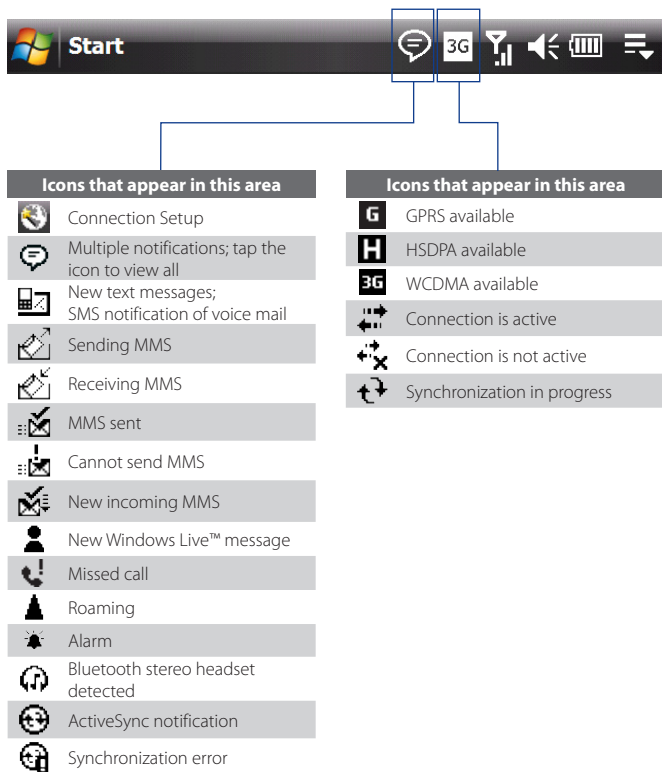 Start
3G
Icons that appear in this area
Connection Setup
Multiple notifications; tap the
icon to view all
New text messages;
SMS notification of voice mail
Sending MMS
Receiving MMS
MMS sent
Cannot send MMS
New incoming MMS
New Windows Live™ message
Missed call
Roaming
Alarm
Bluetooth stereo headset
detected
ActiveSync notification
Synchronization error
Icons that appear in this area
G GPRS available
H HSDPA available
3G WCDMA available
Connection is active
Connection is not active
Synchronization in progress